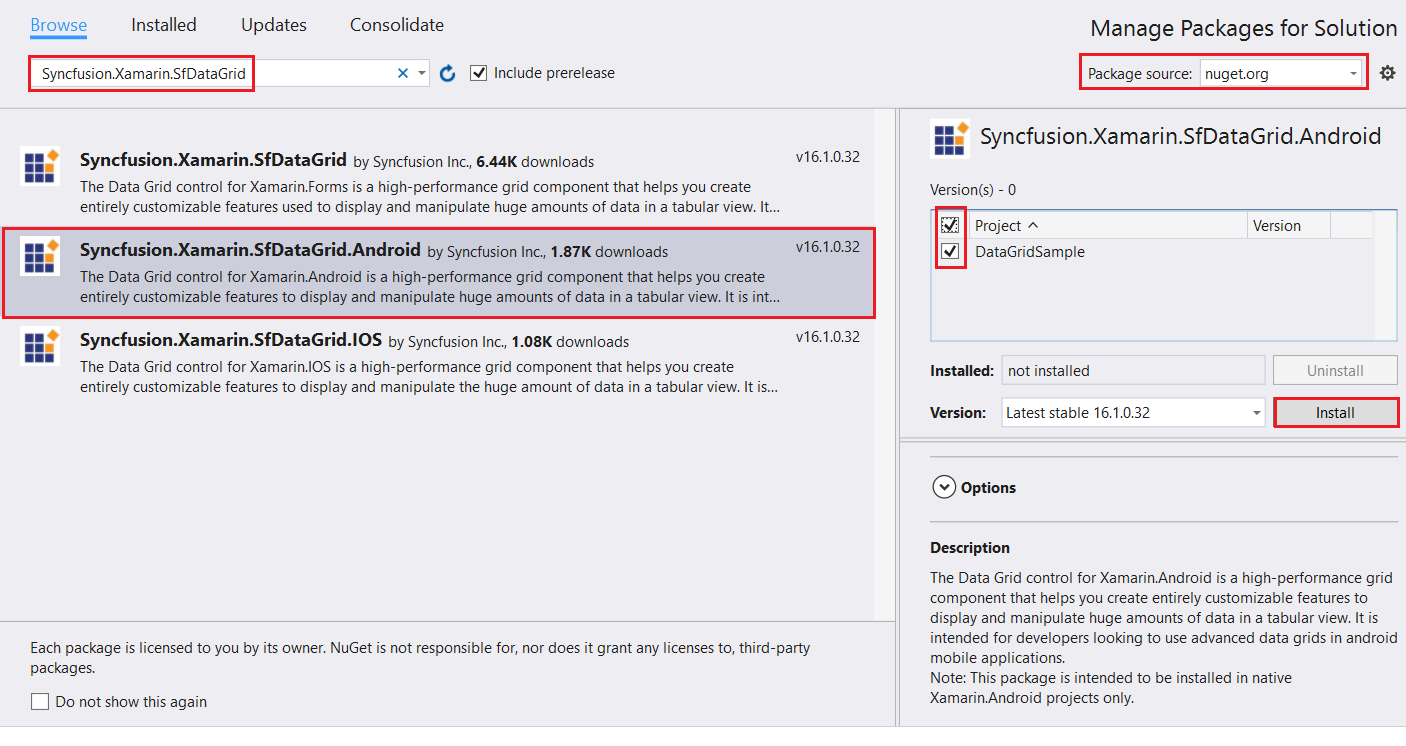 Browse Installed Updates Consolidate
Manage Packages for Solution
Syncfusion.Xamarin.SfDataGrid
Include prerelease
Package source: nuget.org
Syncfusion.Xamarin.SfDataGrid by Syncfusion Inc., 6.44K downloads
v16.1.0.32
The Data Grid control for Xamarin.Forms is a high-performance grid component that helps you create
entirely customizable features used to display and manipulate huge amounts of data in a tabular view. It...
Syncfusion.Xamarin.SfDataGrid.Android by Syncfusion Inc., 1.87K downloads
v16.1.0.32
The Data Grid control for Xamarin.Android is a high-performance grid component that helps you create
entirely customizable features to display and manipulate huge amounts of data in a tabular view. It is int...
Syncfusion.Xamarin.SfDataGrid.IOS by Syncfusion Inc., 1.08K downloads
v16.1.0.32
The Data Grid control for Xamarin.IOS is a high-performance grid component that helps you create
entirely customizable features to display and manipulate the huge amount of data in a tabular view. It is...
Each package is licensed to you by its owner. NuGet is not responsible for, nor does it grant any licenses to, third-party
packages.
Do not show this again
Syncfusion.Xamarin.SfDataGrid.Android
Version(s) - 0
Project Version
DataGridSample
Installed: not installed Uninstall
Version: Latest stable 16.1.0.32 Install
Options
Description
The Data Grid control for Xamarin.Android is a high-performance grid
component that helps you create entirely customizable features to
display and manipulate huge amounts of data in a tabular view. It is
intended for developers looking to use advanced data grids in android
mobile applications.
Note: This package is intended to be installed in native
Xamarin.Android projects only.